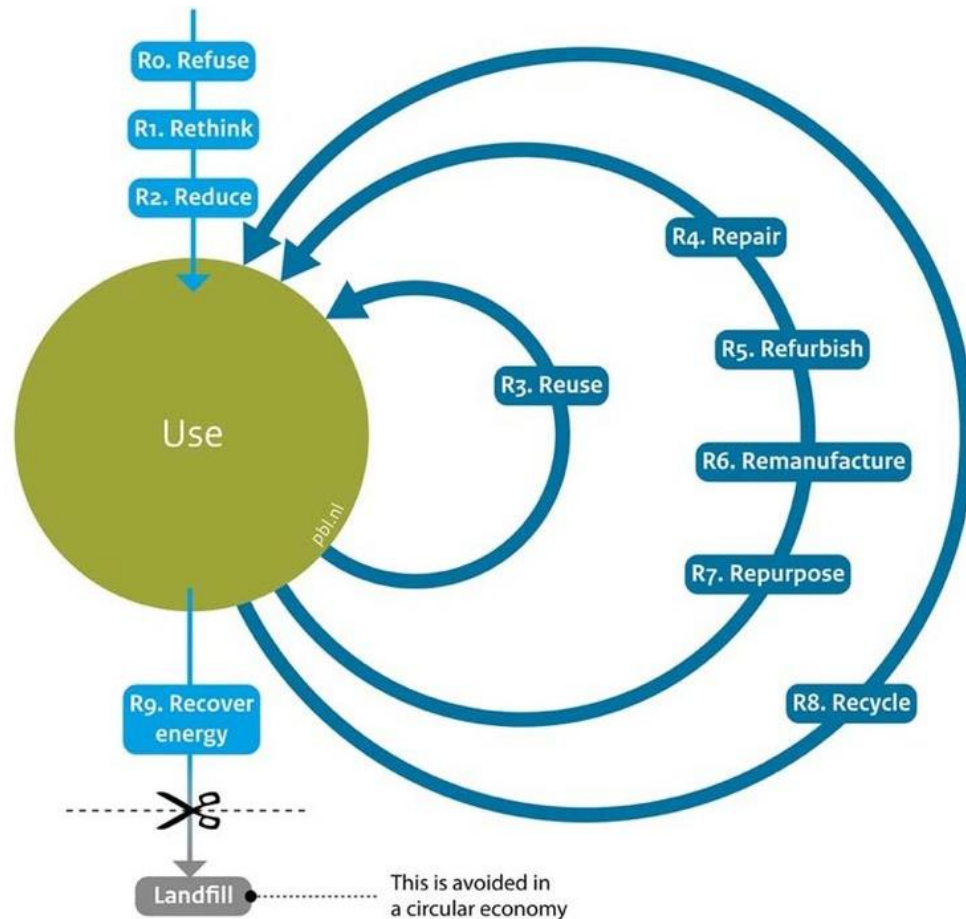 R0. Refuse
R1. Rethink
R2. Reduce
R4. Repair
R5. Refurbish
R3. Reuse
Use
R6. Remanufacture
pbl.nl
R7. Repurpose
R8. Recycle
R9. Recover
energy
Landfill
This is avoided in
a circular economy